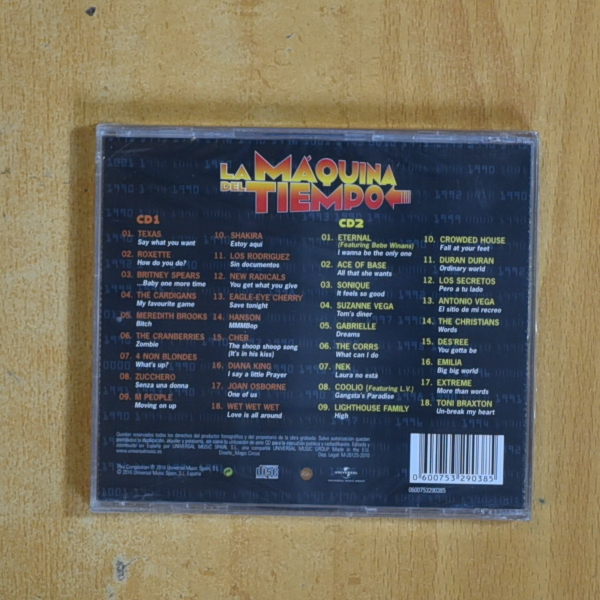 LA MÁQUINA
DEL TIEMPO
CD1
01. TEXAS
Say what you want
02. ROXETTE
How do you do?
03. BRITNEY SPEARS
...Baby one more time
04. THE CARDIGANS
My favourite game
05. MEREDITH BROOKS
Bitch
06. THE CRANBERRIES
Zombie
07. 4 NON BLONDES
What's up?
08. ZUCCHERO
Senza una donna
09. M PEOPLE
Moving on up
10. SHAKIRA
Estoy aquí
11. LOS RODRIGUEZ
Sin documentos
12. NEW RADICALS
You get what you give
13. EAGLE-EYE CHERRY
Save tonight
14. HANSON
MMMBop
15. CHER
The shoop shoop song
(It's in his kiss)
16. DIANA KING
I say a little Prayer
17. JOAN OSBORNE
One of us
18. WET WET WET
Love is all around
CD2
01. ETERNAL
(Featuring Bebe Winans)
I wanna be the only one
02. ACE OF BASE
All that she wants
03. SONIQUE
It feels so good
04. SUZANNE VEGA
Tom's diner
05. GABRIELLE
Dreams
06. THE CORRS
What can I do
07. NEK
Laura no está
08. COOLIO (Featuring L.V.)
Gangsta's Paradise
09. LIGHTHOUSE FAMILY
High
10. CROWDED HOUSE
Fall at your feet
11. DURAN DURAN
Ordinary world
12. LOS SECRETOS
Pero a tu lado
13. ANTONIO VEGA
El sitio de mi recreo
14. THE CHRISTIANS
Words
15. DES'REE
You gotta be
16. EMILIA
Big big world
17. EXTREME
More than words
18. TONI BRAXTON
Un-break my heart
0 600753 290385
0600753290385